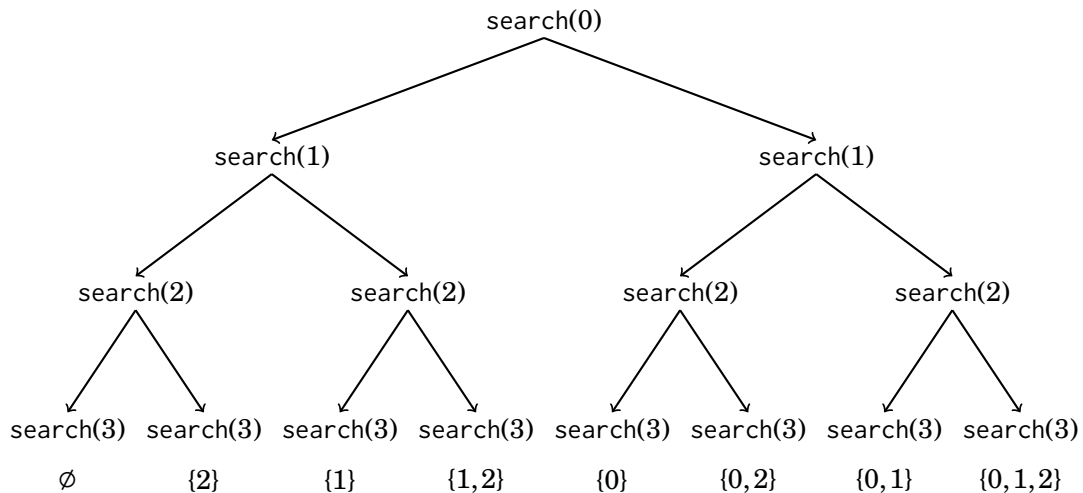 search(0)
search(1) search(1)
search(2) search(2) search(2) search(2)
search(3) search(3) search(3) search(3) search(3) search(3) search(3) search(3)
∅ {2} {1} {1,2} {0} {0,2} {0,1} {0,1,2}